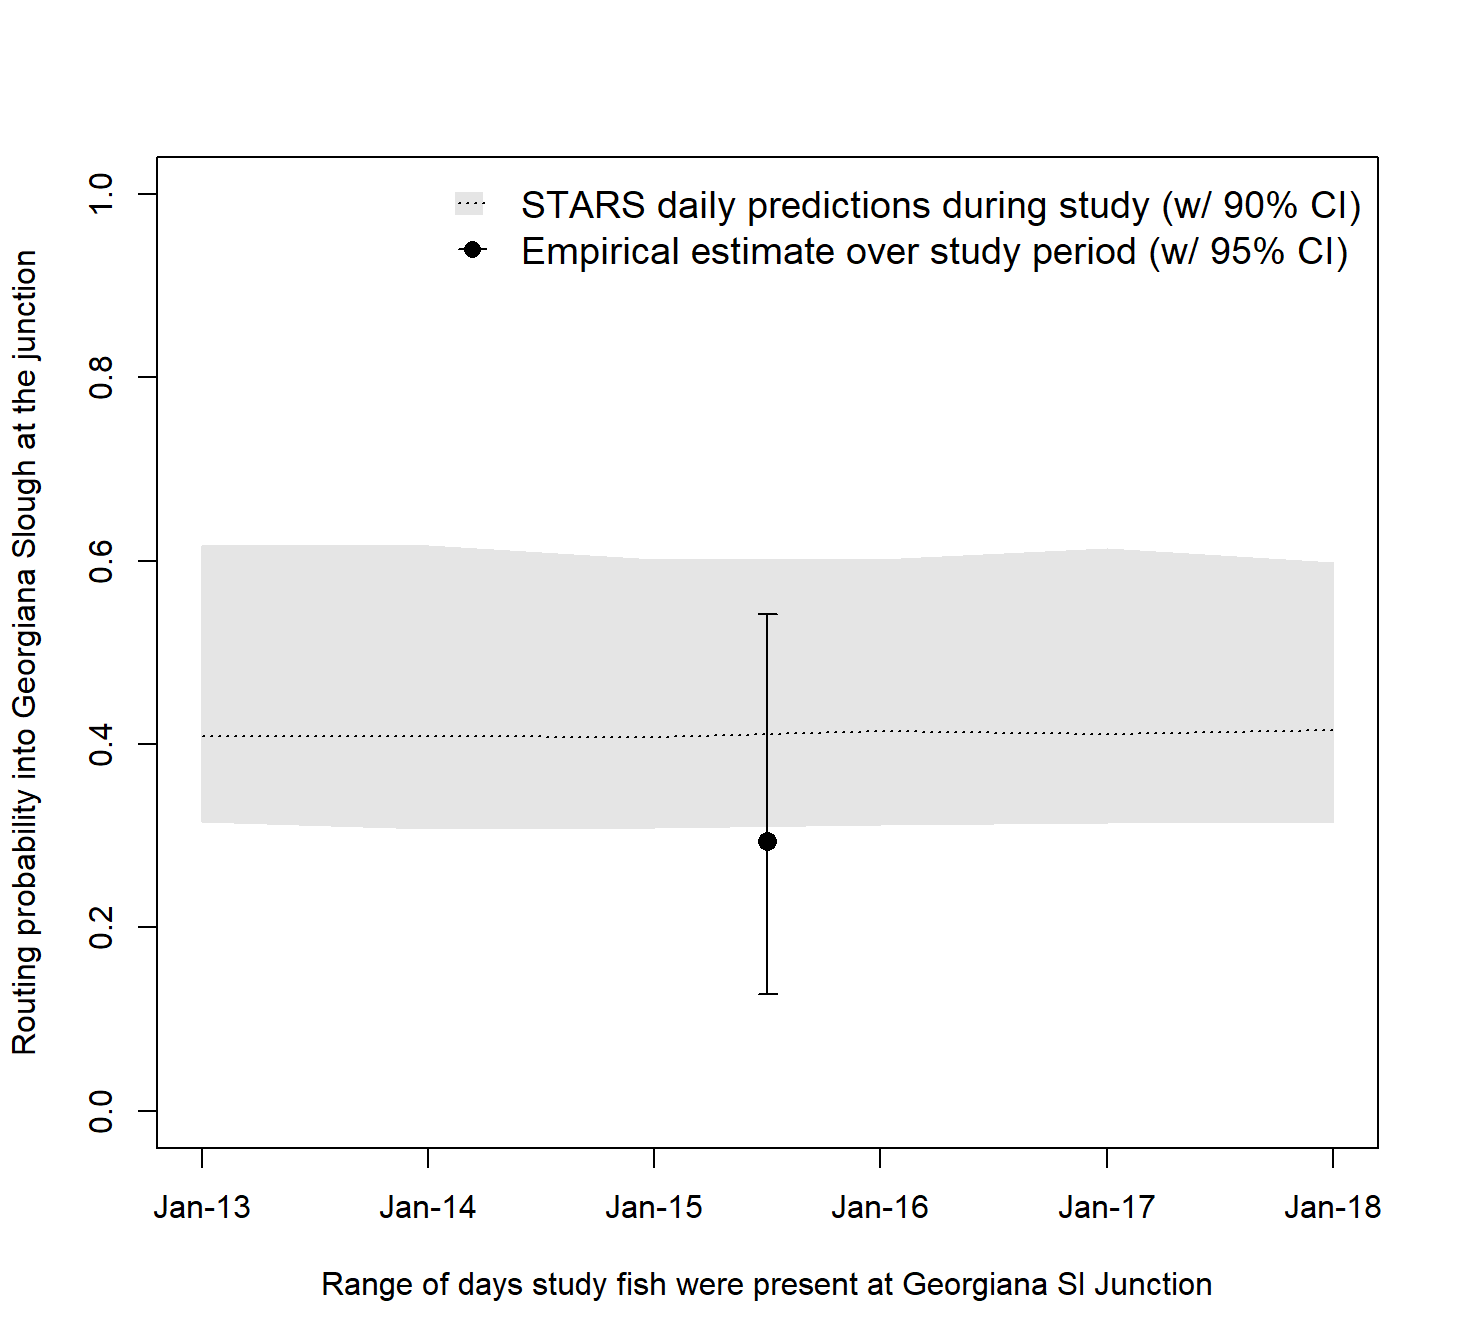 STARS daily predictions during study (w/ 90% CI)
Empirical estimate over study period (w/ 95% CI)
Routing probability into Georgiana Slough at the junction
1.0
0.8
0.6
0.4
0.2
0.0
Jan-13 Jan-14 Jan-15 Jan-16 Jan-17 Jan-18
Range of days study fish were present at Georgiana Sl Junction